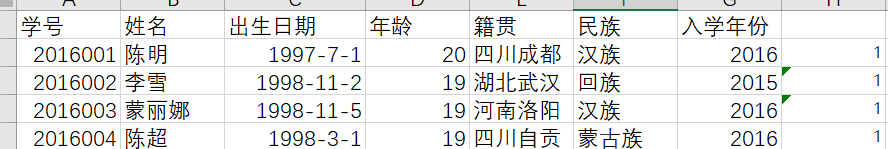 A B C D E F G H
学号 姓名 出生日期 年龄 籍贯 民族 入学年份
2016001 陈明 1997-7-1 20 四川成都 汉族 2016 1
2016002 李雪 1998-11-2 19 湖北武汉 回族 2015 1
2016003 蒙丽娜 1998-11-5 19 河南洛阳 汉族 2016 1
2016004 陈超 1998-3-1 19 四川自贡 蒙古族 2016 1